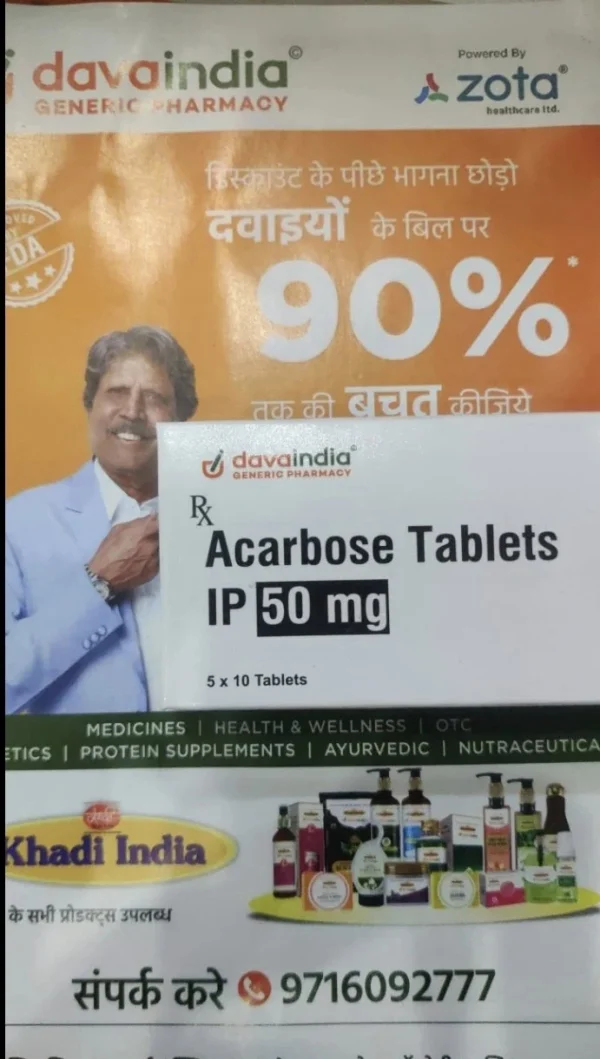 davaindia©
GENERIC PHARMACY
Powered By
zota®
healthcare ltd.
डिस्काउंट के पीछे भागना छोड़ो
दवाइयों के बिल पर
90%*
तक की बचत कीजिये
davaindia
GENERIC PHARMACY
Rx
Acarbose Tablets
IP 50 mg
5 x 10 Tablets
MEDICINES | HEALTH & WELLNESS | OTC
ETICS | PROTEIN SUPPLEMENTS | AYURVEDIC | NUTRACEUTICA
Khadi India
के सभी प्रोडक्ट्स उपलब्ध
संपर्क करे 9716092777